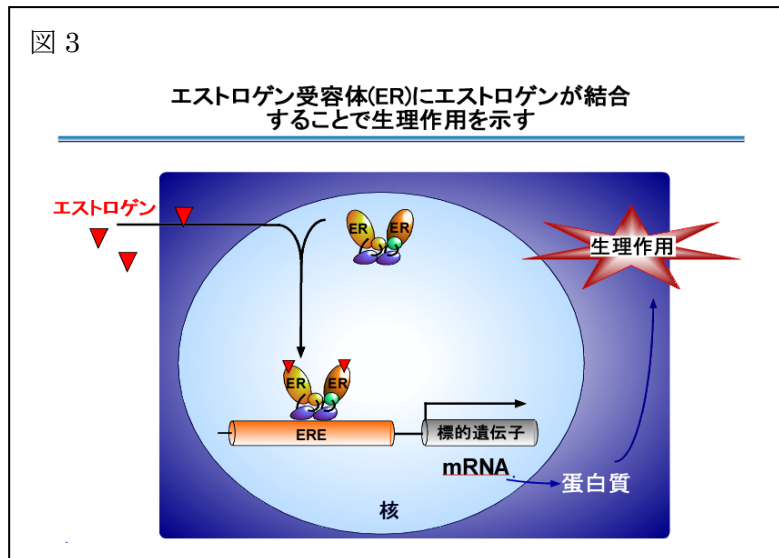 図 3
エストロゲン受容体(ER)にエストロゲンが結合
することで生理作用を示す
エストロゲン
ER
ER
生理作用
ER
ER
ERE
標的遺伝子
mRNA
蛋白質
核